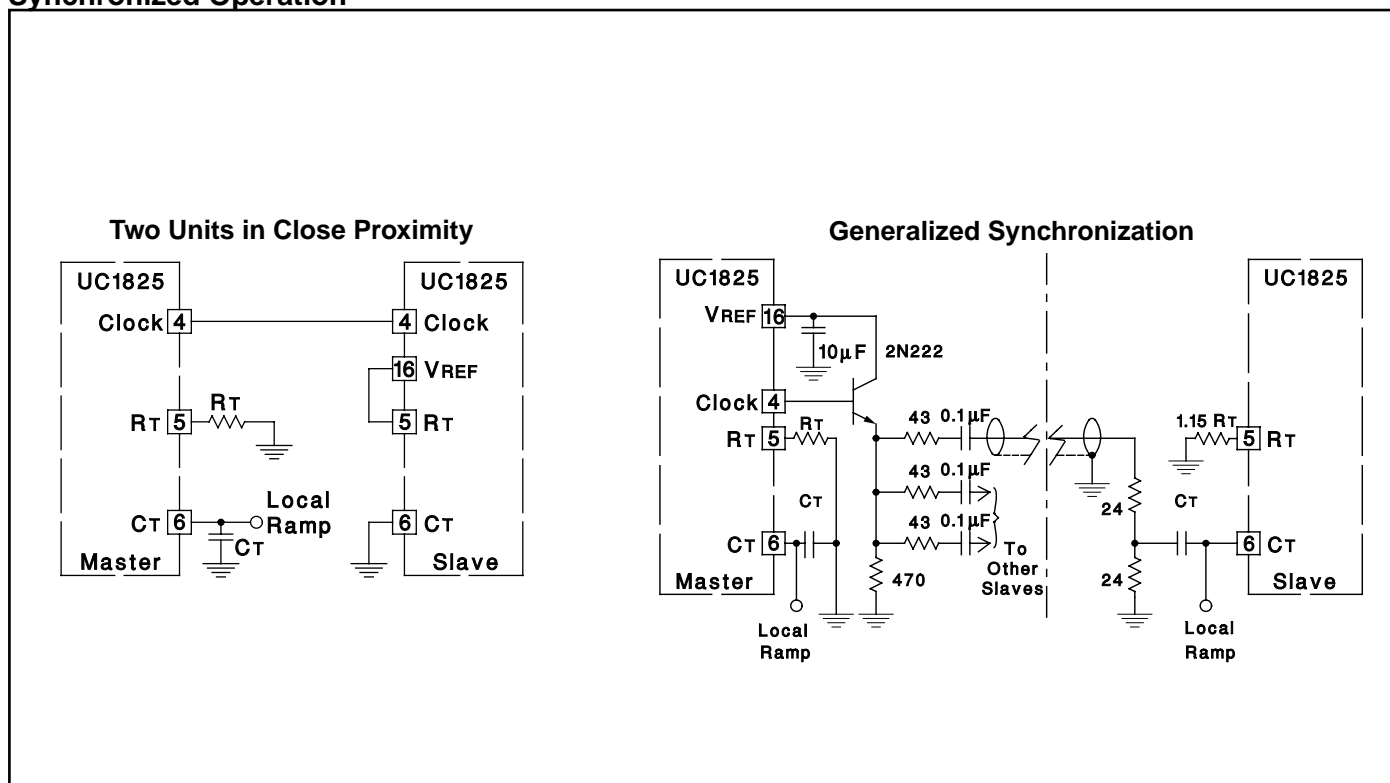 Synchronized Operation
Two Units in Close Proximity
UC1825
UC1825
Clock 4
4 Clock
16 VREF
RT
RT 5
5 RT
Local
Ramp
CT 6
CT
6 CT
Master
Slave
Generalized Synchronization
UC1825
UC1825
VREF 16
10µF
2N222
Clock 4
RT
RT 5
43 0.1µF
1.15 RT
5 RT
43 0.1µF
CT
24
CT
43 0.1µF
CT 6
To
Other
Slaves
6 CT
Master
470
24
Slave
Local
Ramp
Local
Ramp